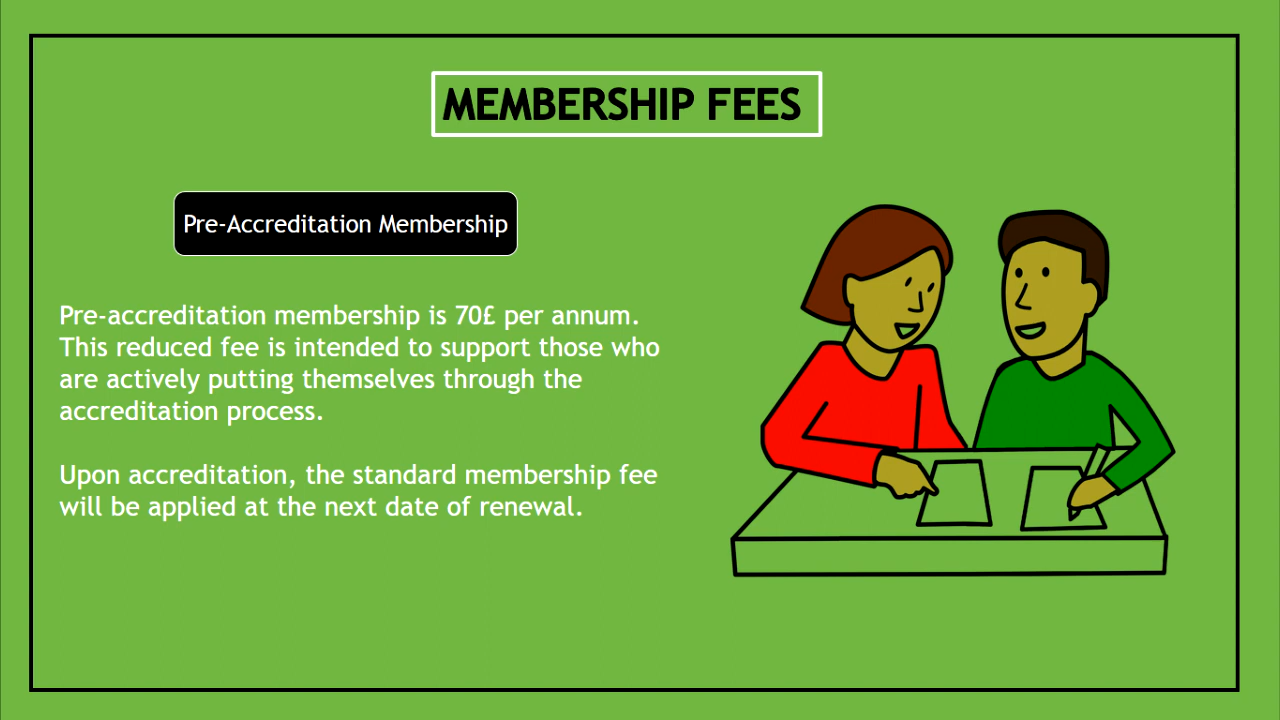 MEMBERSHIP FEES
Pre-Accreditation Membership
Pre-accreditation membership is 70£ per annum.
This reduced fee is intended to support those who
are actively putting themselves through the
accreditation process.
Upon accreditation, the standard membership fee
will be applied at the next date of renewal.